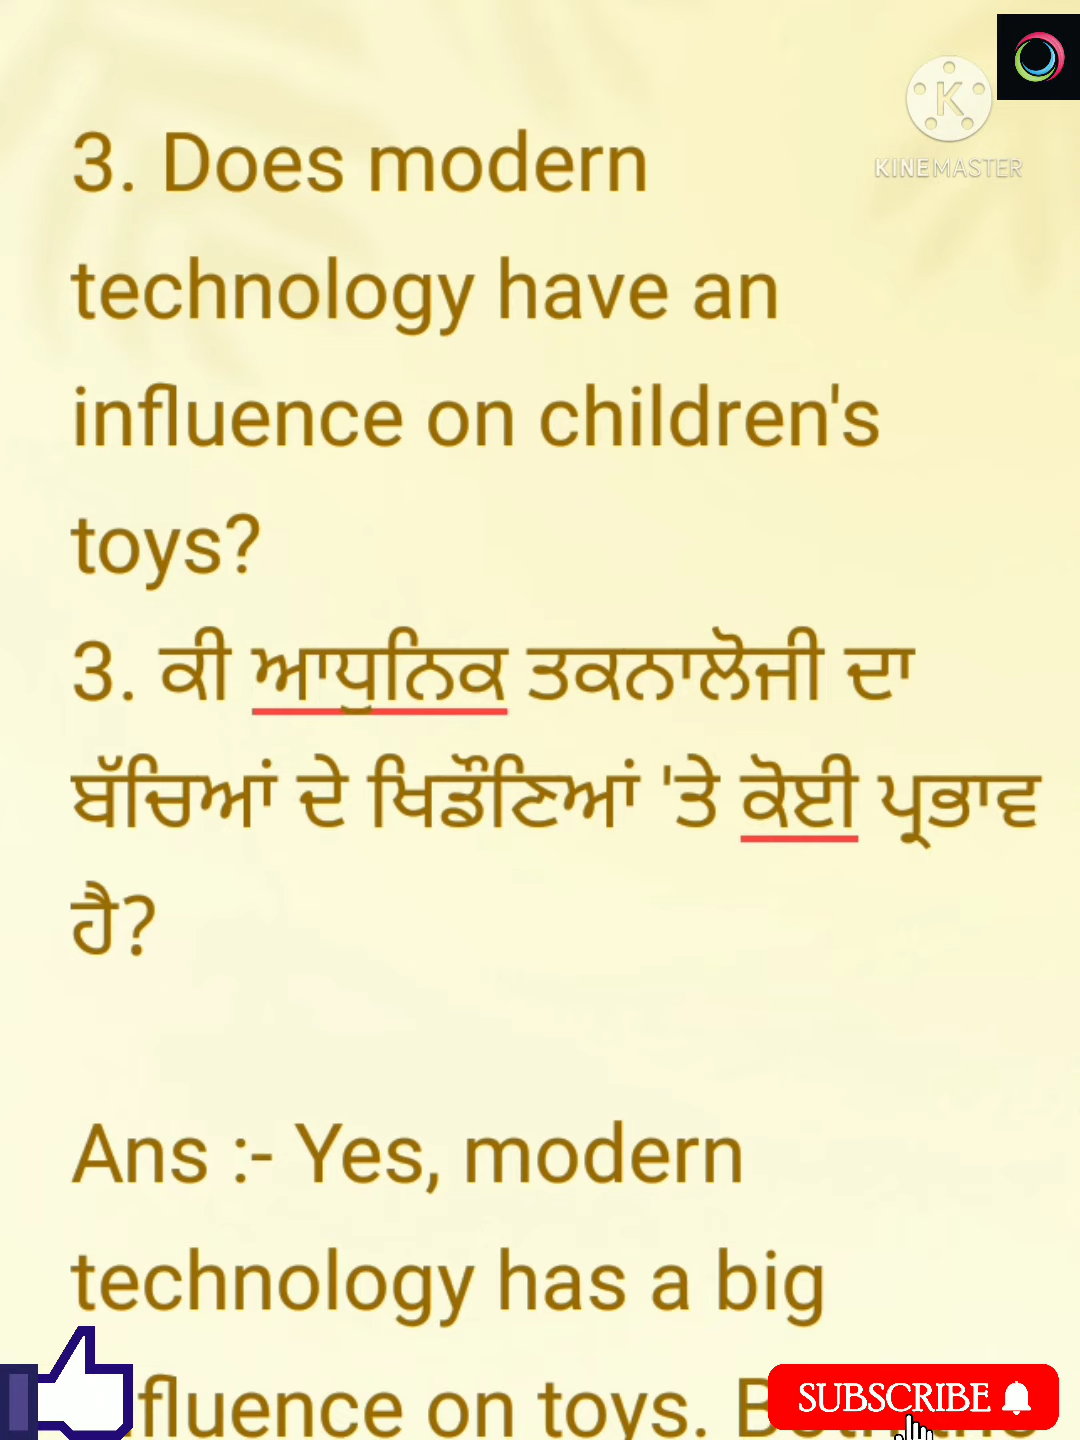 KINEMASTER
3. Does modern
technology have an
influence on children's
toys?
3. ਕੀ ਆਧੁਨਿਕ ਤਕਨਾਲੋਜੀ ਦਾ
ਬੱਚਿਆਂ ਦੇ ਖਿਡੌਣਿਆਂ 'ਤੇ ਕੋਈ ਪ੍ਰਭਾਵ
ਹੈ?
Ans :- Yes, modern
technology has a big
influence on toys.
SUBSCRIBE